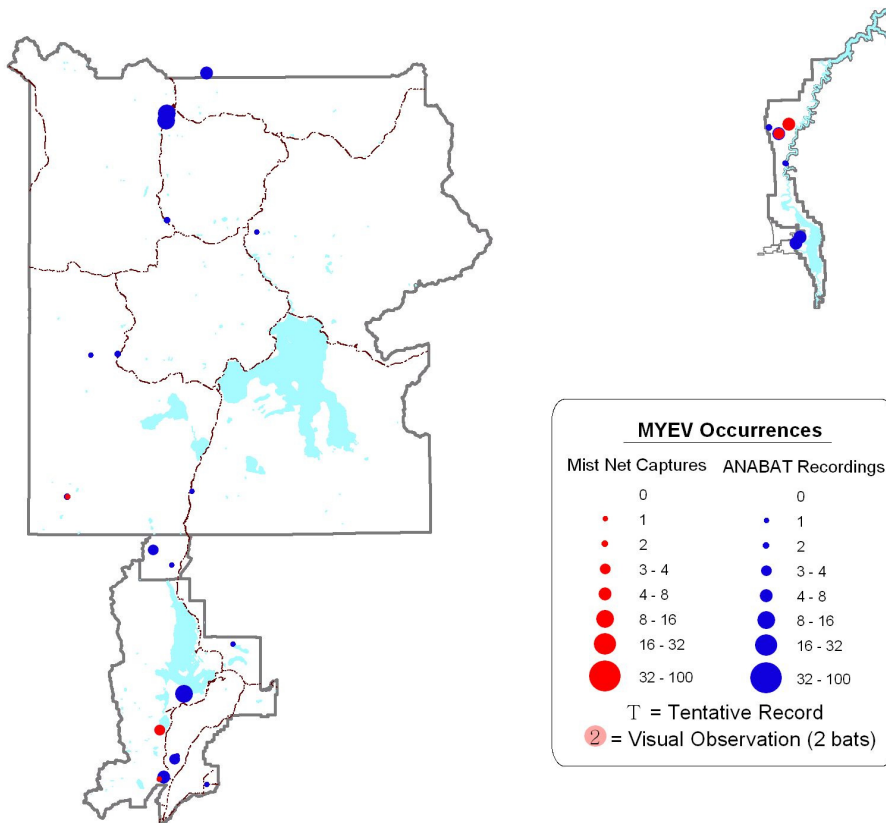 MYEV Occurrences
Mist Net Captures ANABAT Recordings
0 0
1 1
2 2
3 - 4 3 - 4
4 - 8 4 - 8
8 - 16 8 - 16
16 - 32 16 - 32
32 - 100 32 - 100
T = Tentative Record
2 = Visual Observation (2 bats)